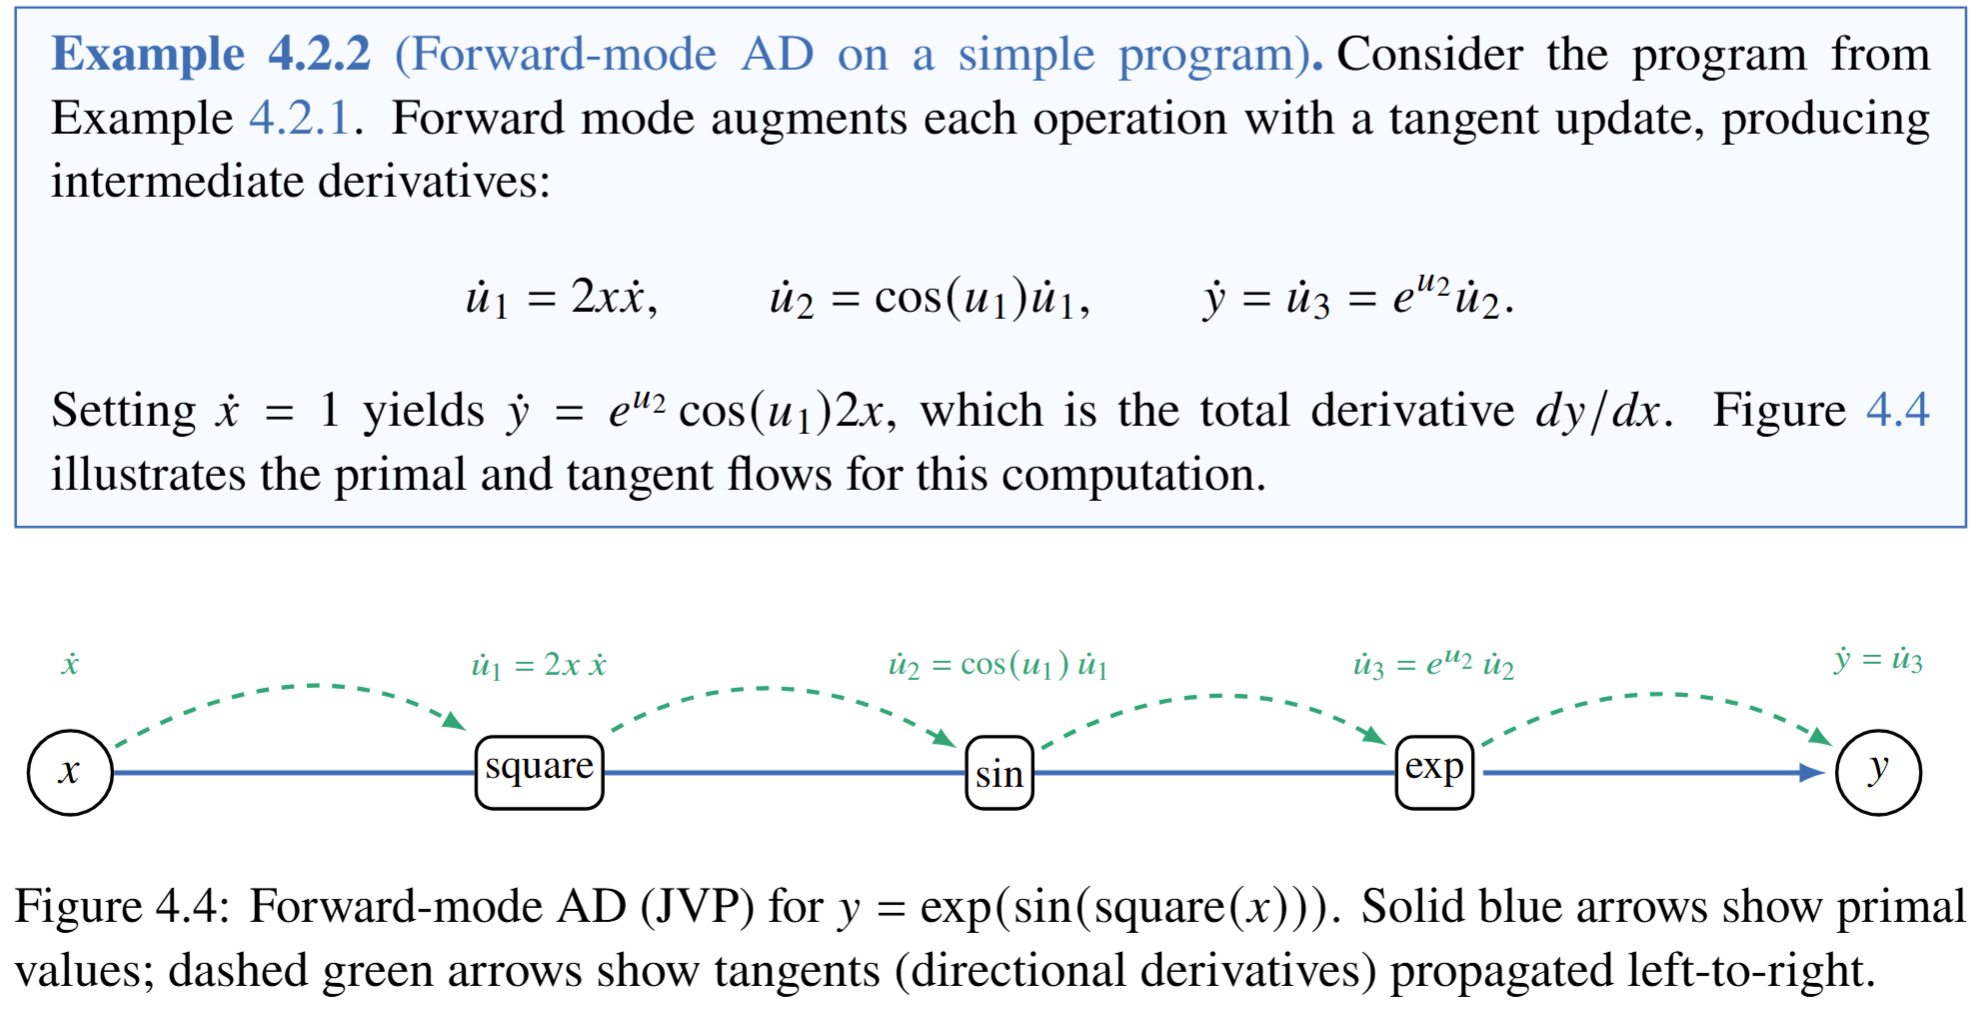 Example 4.2.2 (Forward-mode AD on a simple program). Consider the program from
Example 4.2.1. Forward mode augments each operation with a tangent update, producing
intermediate derivatives:
u̇₁ = 2xẋ, u̇₂ = cos(u₁)u̇₁, ẏ = u̇₃ = e^{u₂}u̇₂.
Setting ẋ = 1 yields ẏ = e^{u₂} cos(u₁)2x, which is the total derivative dy/dx. Figure 4.4
illustrates the primal and tangent flows for this computation.
ẋ u̇₁ = 2x ẋ u̇₂ = cos(u₁) u̇₁ u̇₃ = e^{u₂} u̇₂ ẏ = u̇₃
x square sin exp y
Figure 4.4: Forward-mode AD (JVP) for y = exp(sin(square(x))). Solid blue arrows show primal
values; dashed green arrows show tangents (directional derivatives) propagated left-to-right.